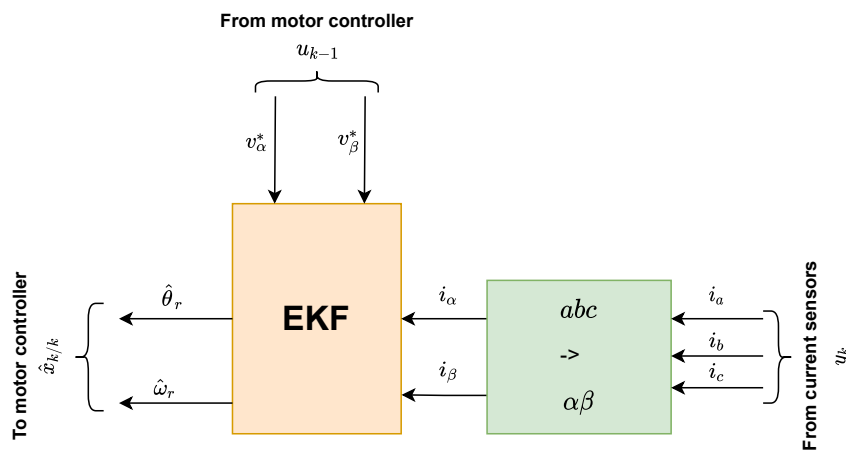 From motor controller
u_{k-1}
v_α^*
v_β^*
To motor controller
x̂_{k/k}
θ̂_r
ω̂_r
EKF
i_α
i_β
abc
->
αβ
i_a
i_b
i_c
From current sensors
u_k